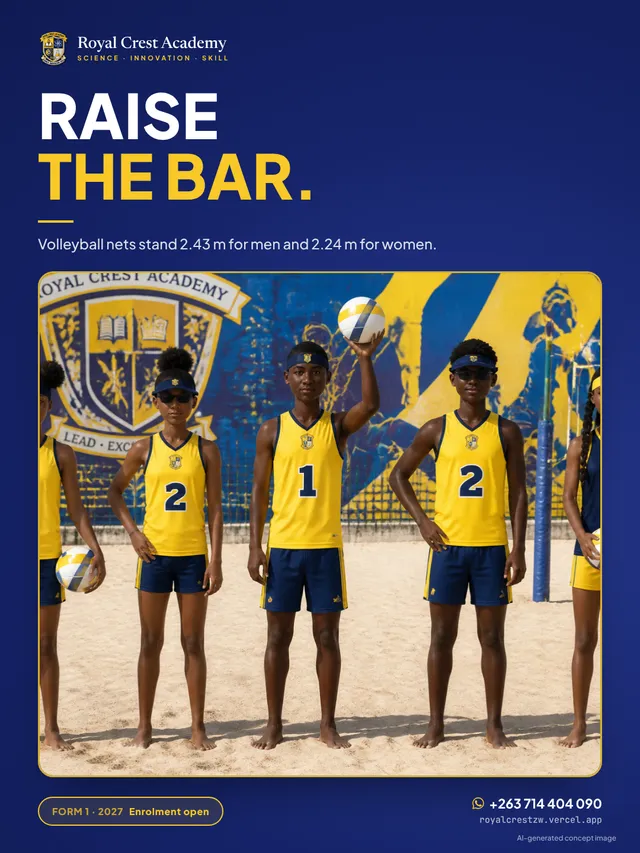 Royal Crest Academy
SCIENCE · INNOVATION · SKILL
RAISE
THE BAR.
Volleyball nets stand 2.43 m for men and 2.24 m for women.
OYAL CREST ACADEMY
LEAD · EXC
2
1
2
FORM 1 · 2027 Enrolment open
+263 714 404 090
royalcrestzw.vercel.app
AI-generated concept image